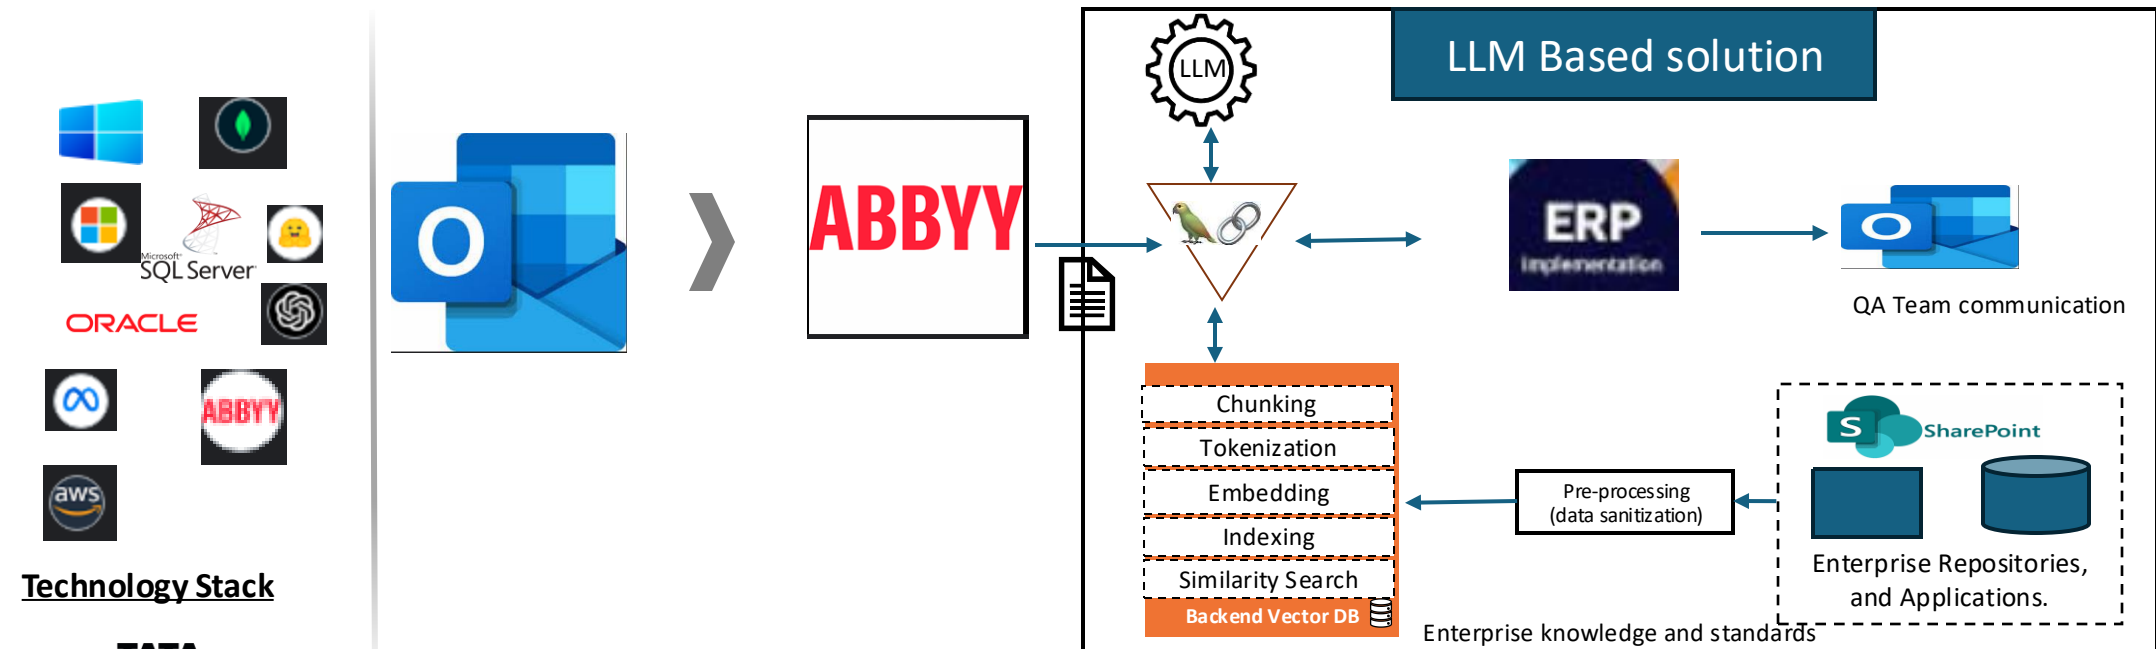 LLM Based solution
LLM
ABBYY
ERP
Implementation
O
O
QA Team communication
Microsoft
SQL Server
ORACLE
ABBYY
aws
Technology Stack
TATA
Chunking
Tokenization
Embedding
Indexing
Similarity Search
Backend Vector DB
Pre-processing
(data sanitization)
S
SharePoint
Enterprise Repositories,
and Applications.
Enterprise knowledge and standards